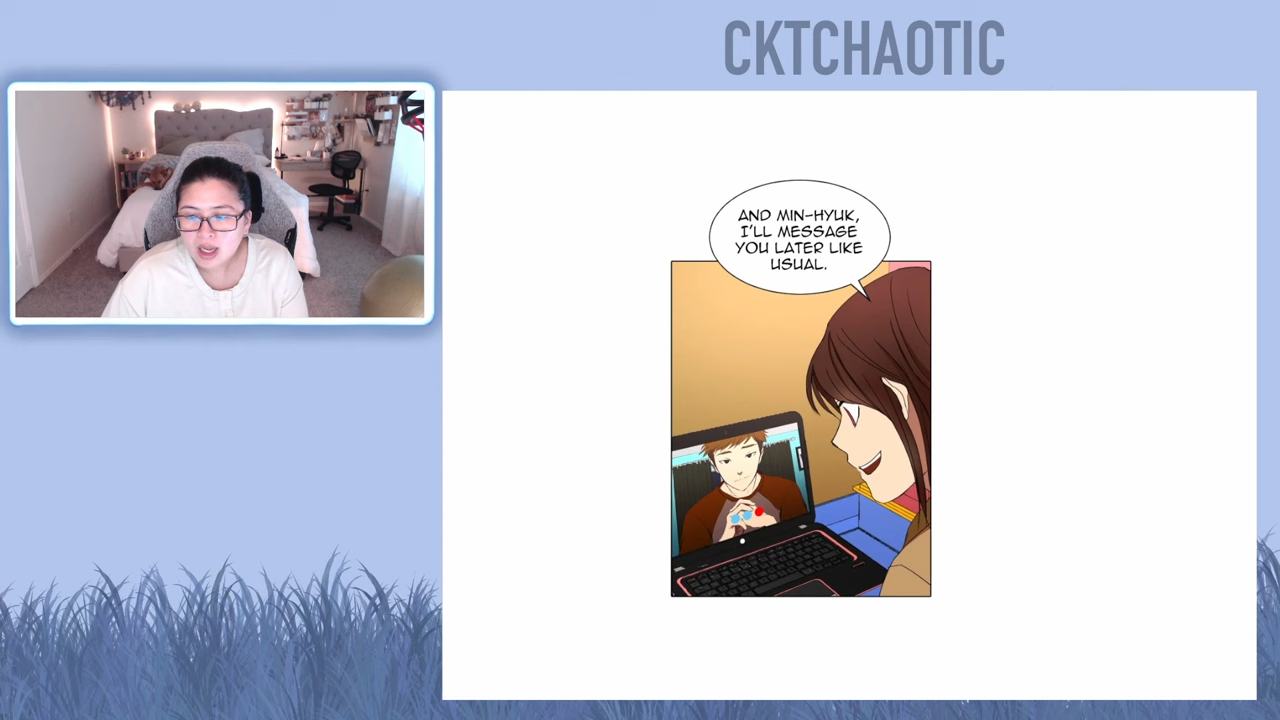 CKTCHAOTIC
AND MIN-HYUK,
I'LL MESSAGE
YOU LATER LIKE
USUAL.